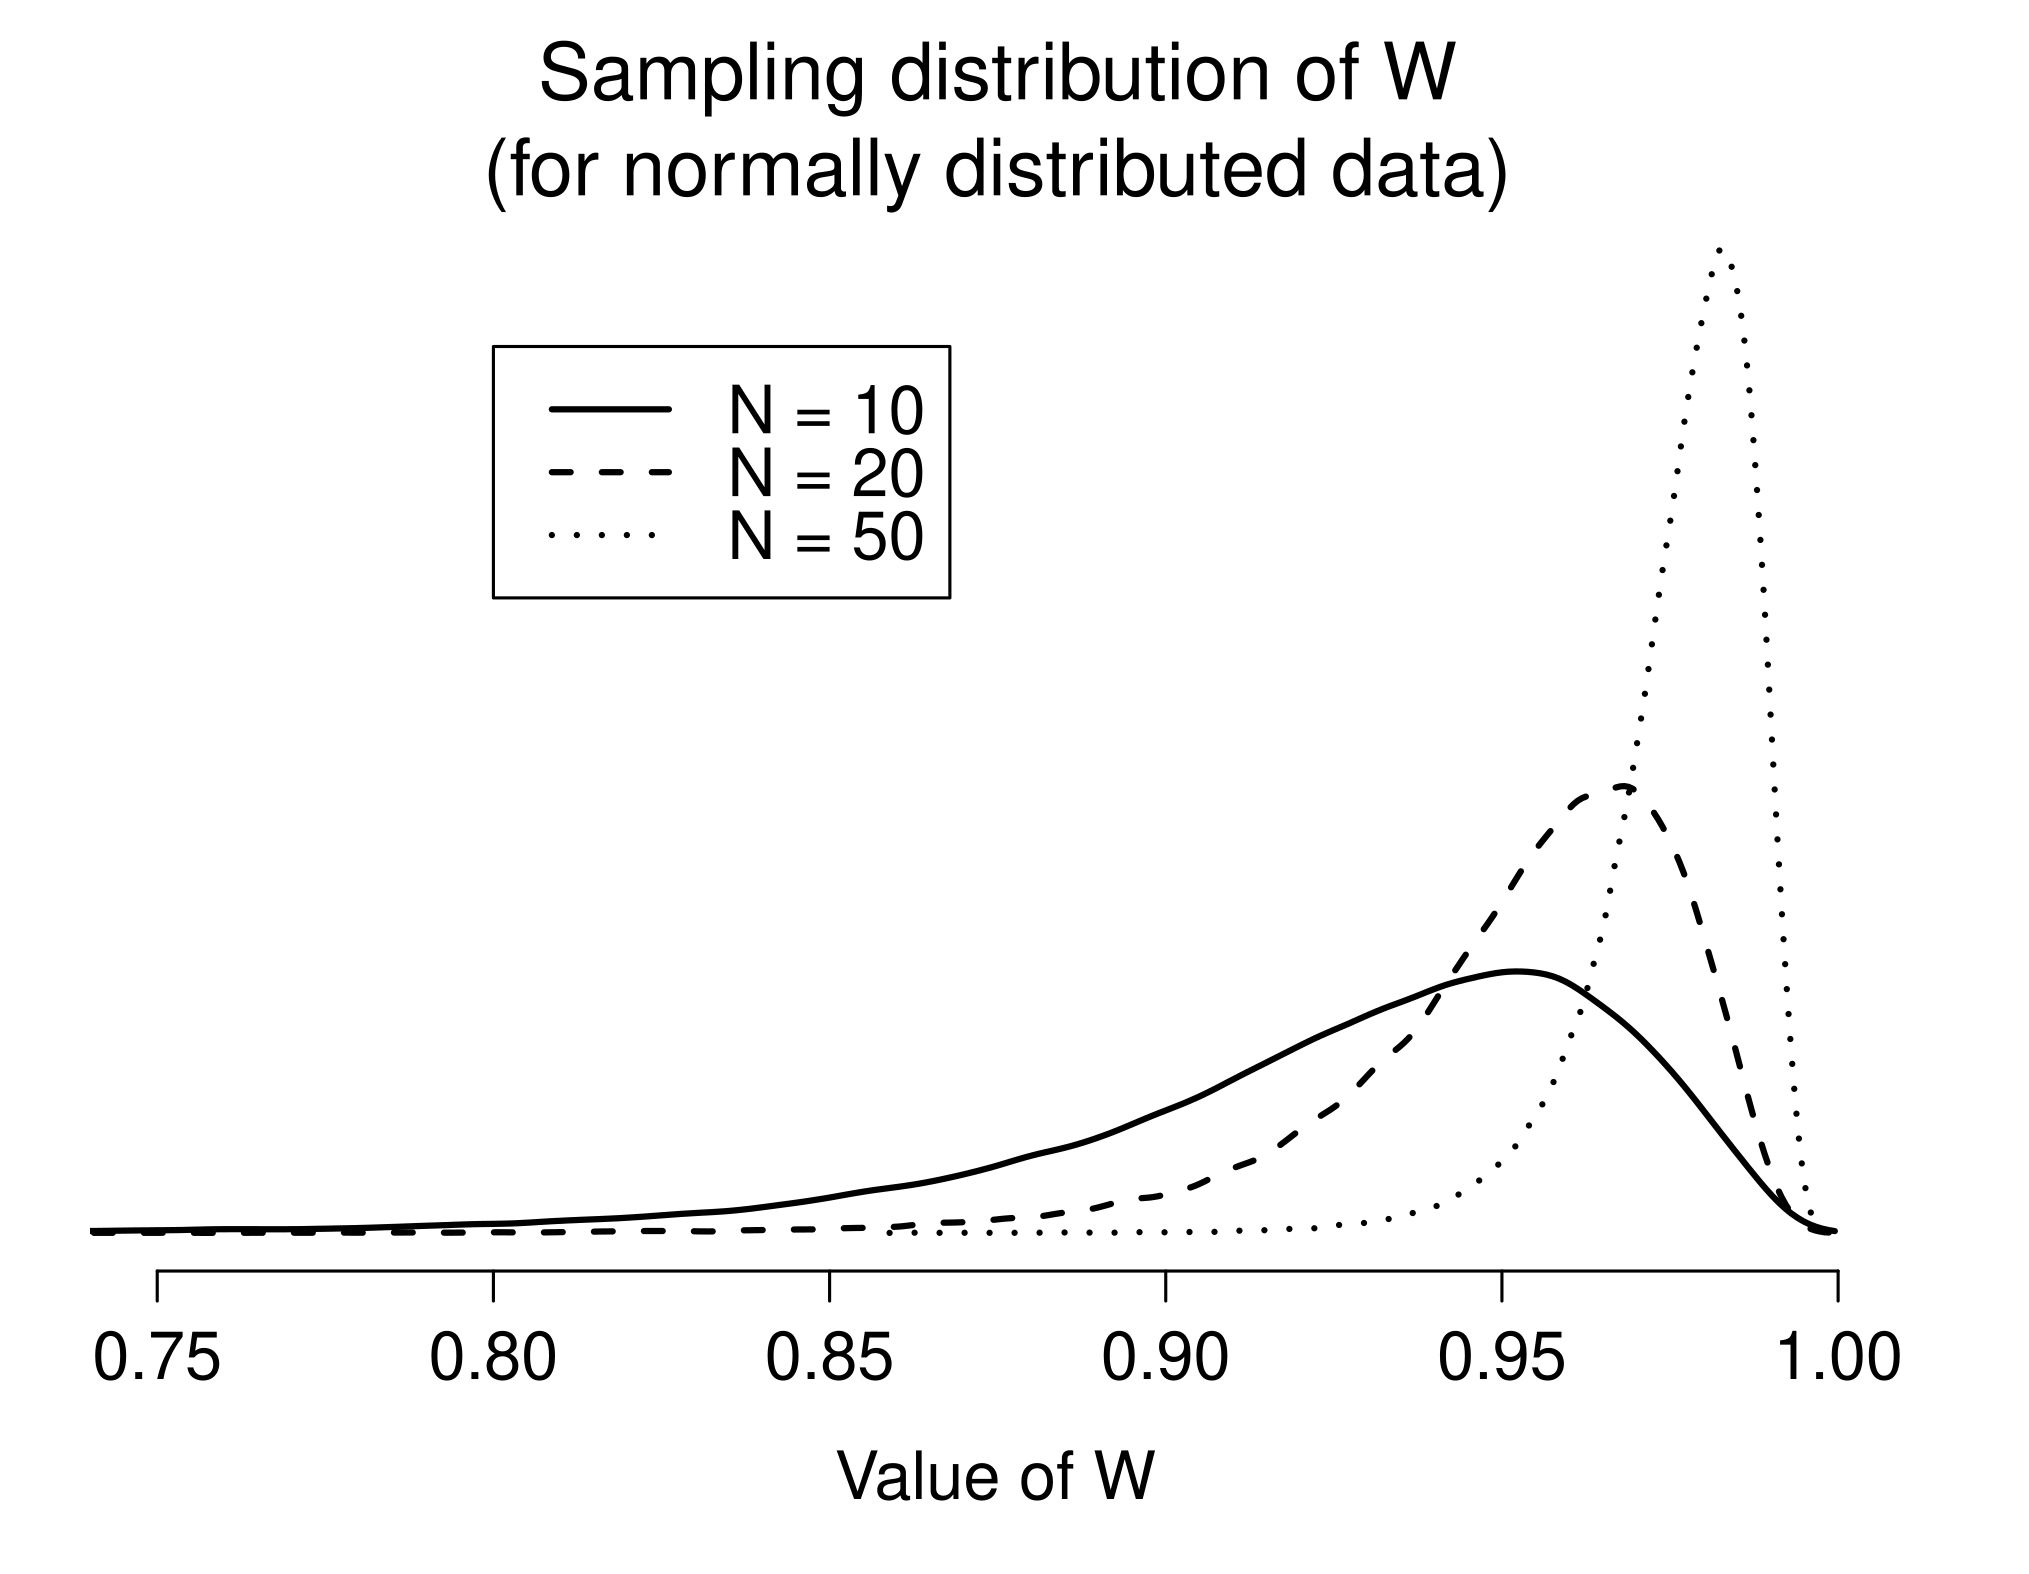 Sampling distribution of W
(for normally distributed data)
N = 10
N = 20
N = 50
0.75 0.80 0.85 0.90 0.95 1.00
Value of W